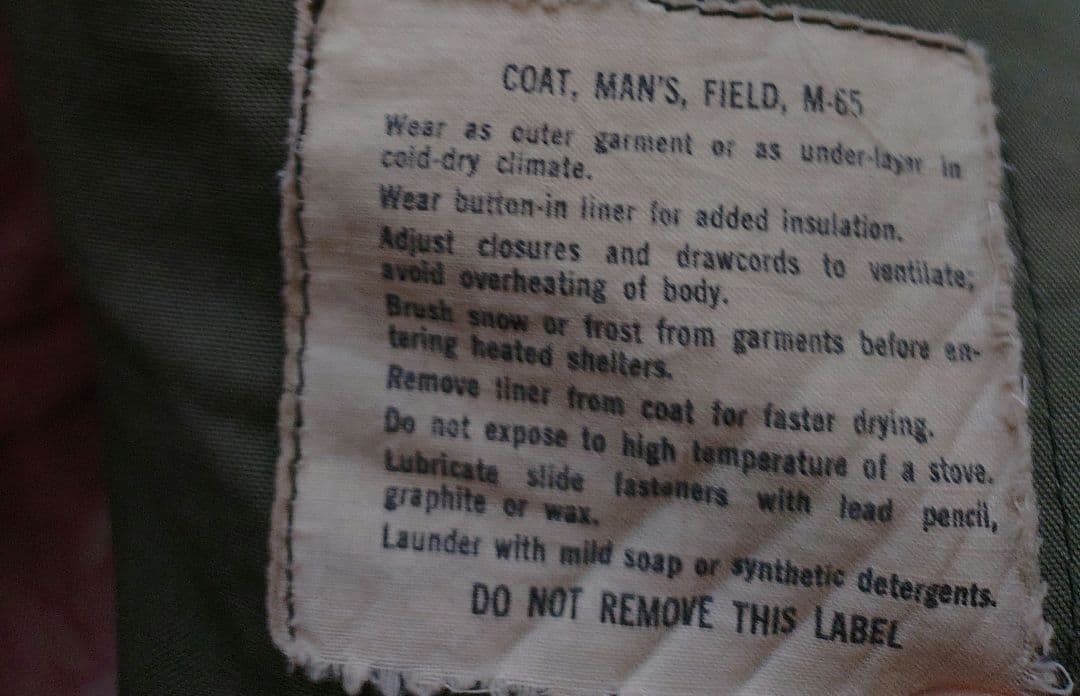 COAT, MAN'S, FIELD, M-65
Wear as outer garment or as under-layer in
cold-dry climate.
Wear button-in liner for added insulation.
Adjust closures and drawcords to ventilate;
avoid overheating of body.
Brush snow or frost from garments before en-
tering heated shelters.
Remove liner from coat for faster drying.
Do not expose to high temperature of a stove.
Lubricate slide fasteners with lead pencil,
graphite or wax.
Launder with mild soap or synthetic detergents.
DO NOT REMOVE THIS LABEL